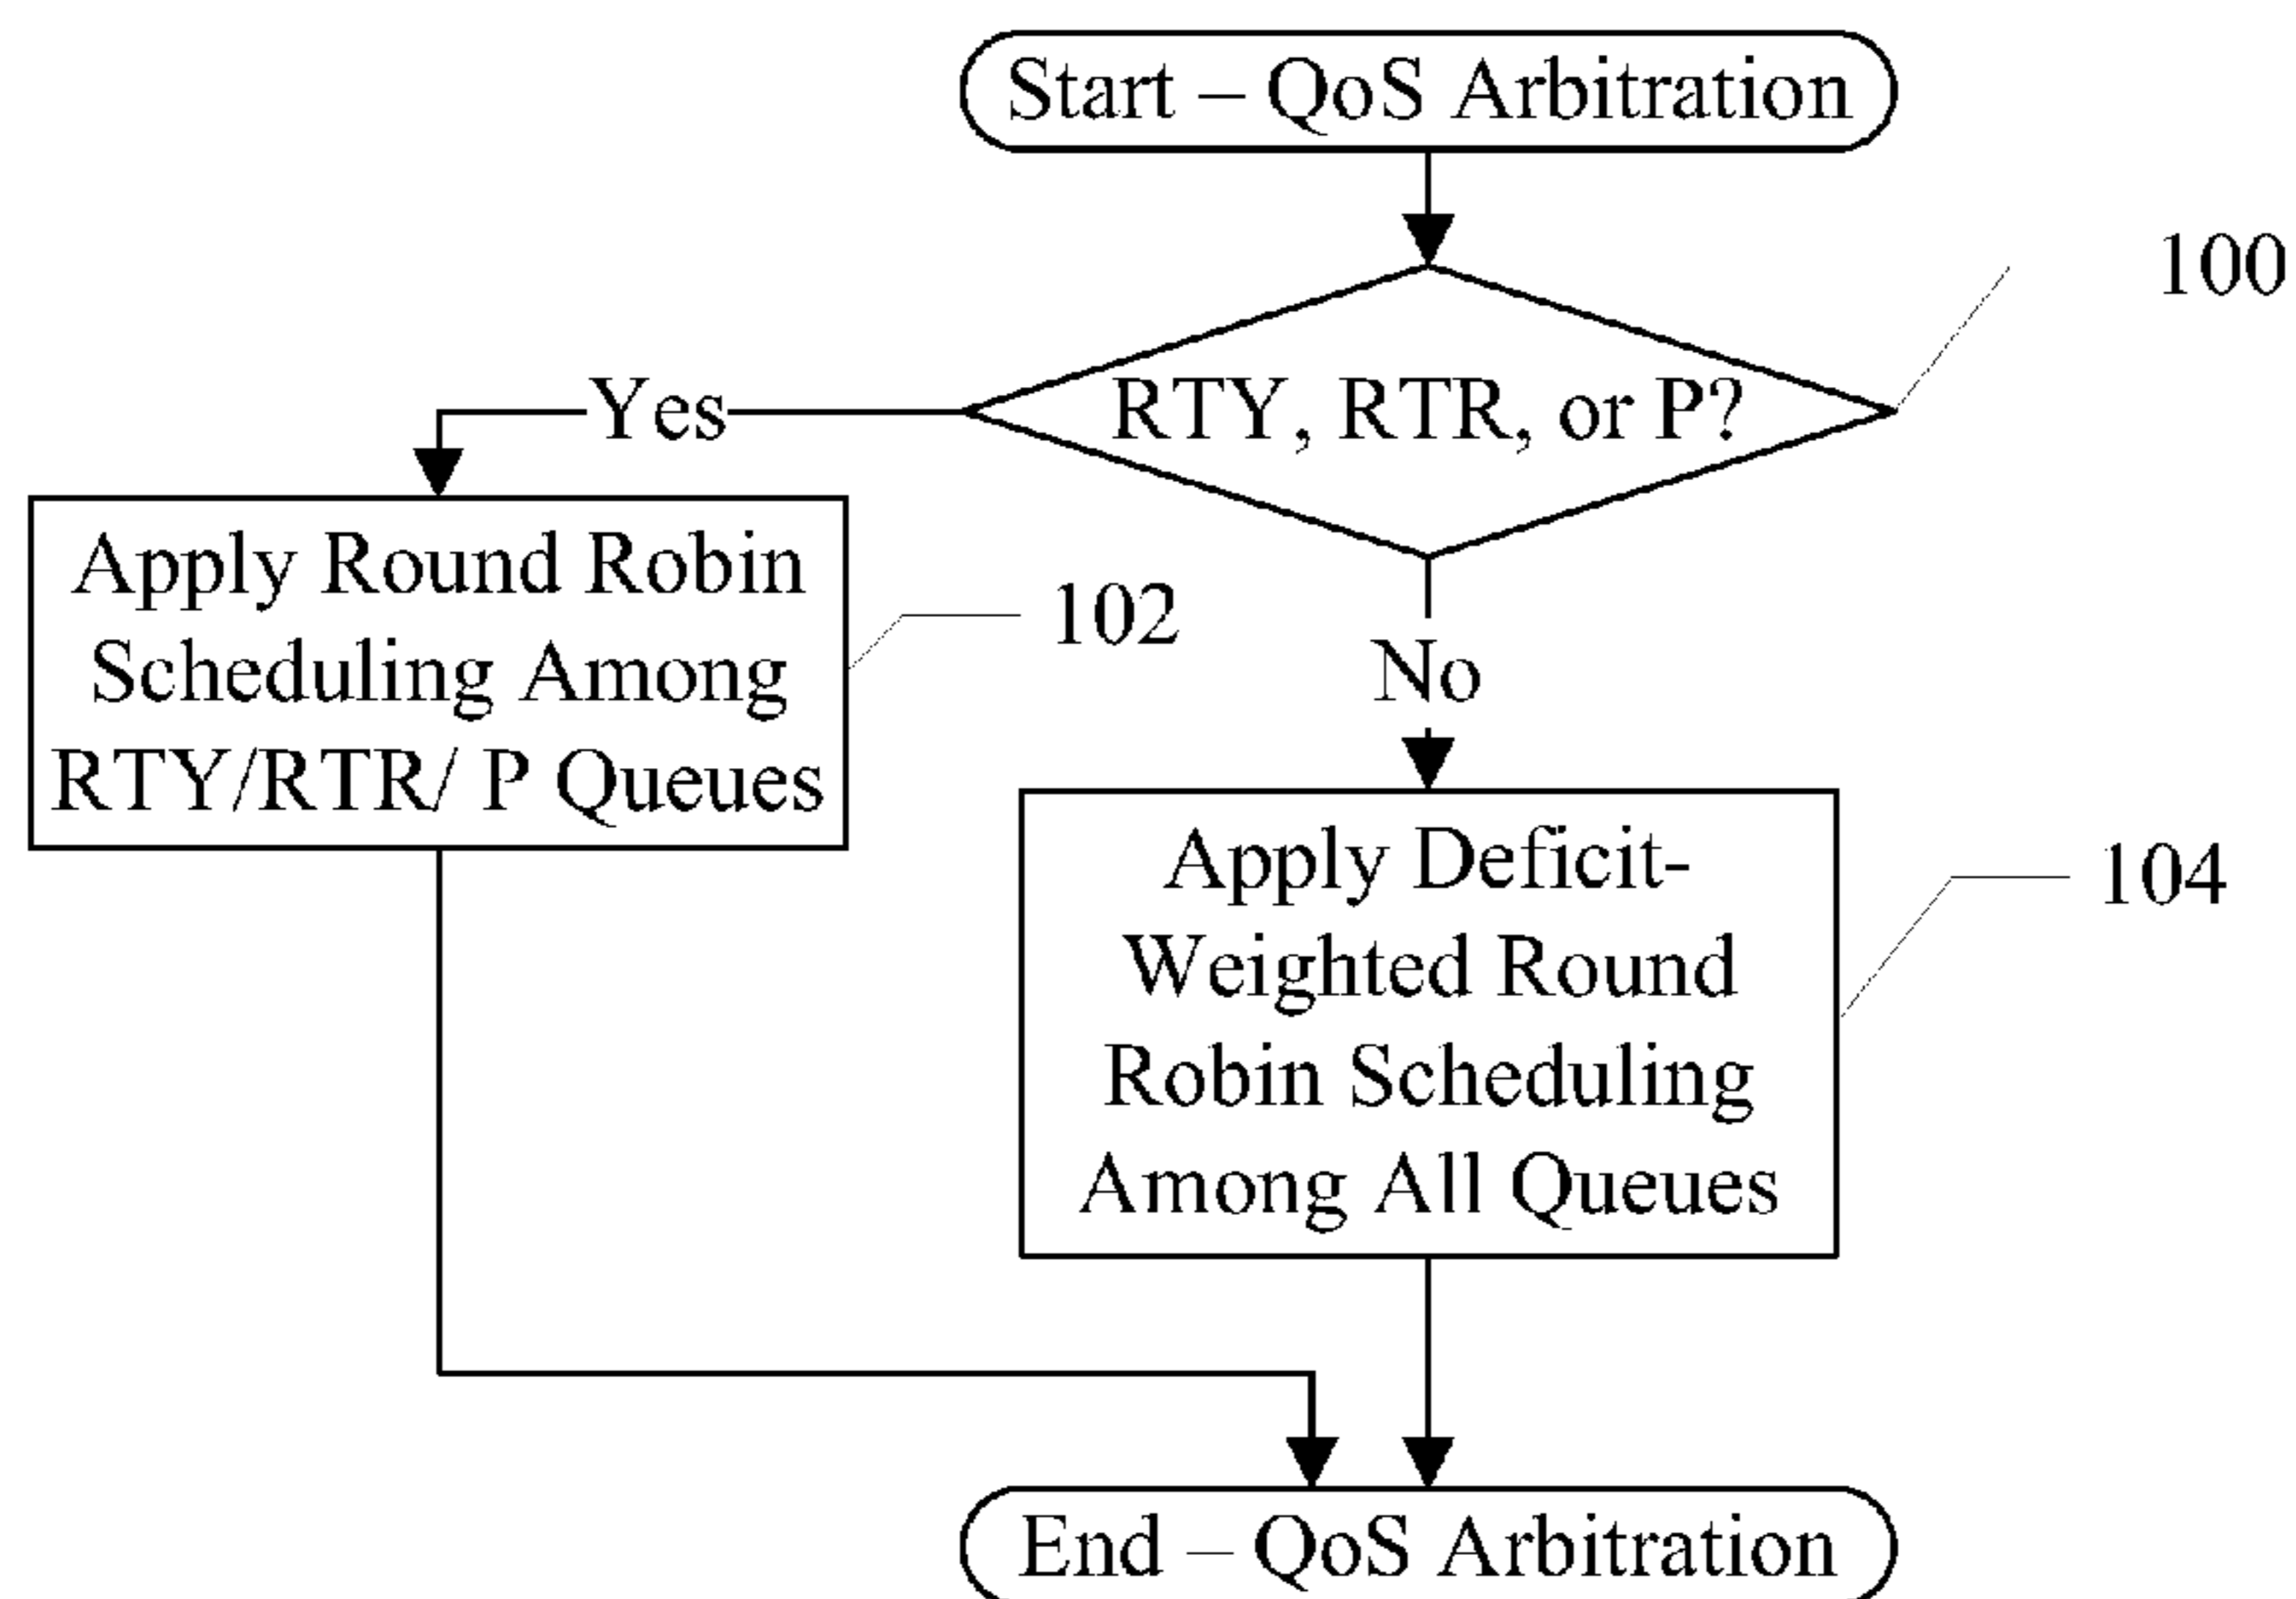 Start – QoS Arbitration
100
RTY, RTR, or P?
Yes
Apply Round Robin
Scheduling Among
RTY/RTR/ P Queues
102
No
Apply Deficit-
Weighted Round
Robin Scheduling
Among All Queues
104
End – QoS Arbitration